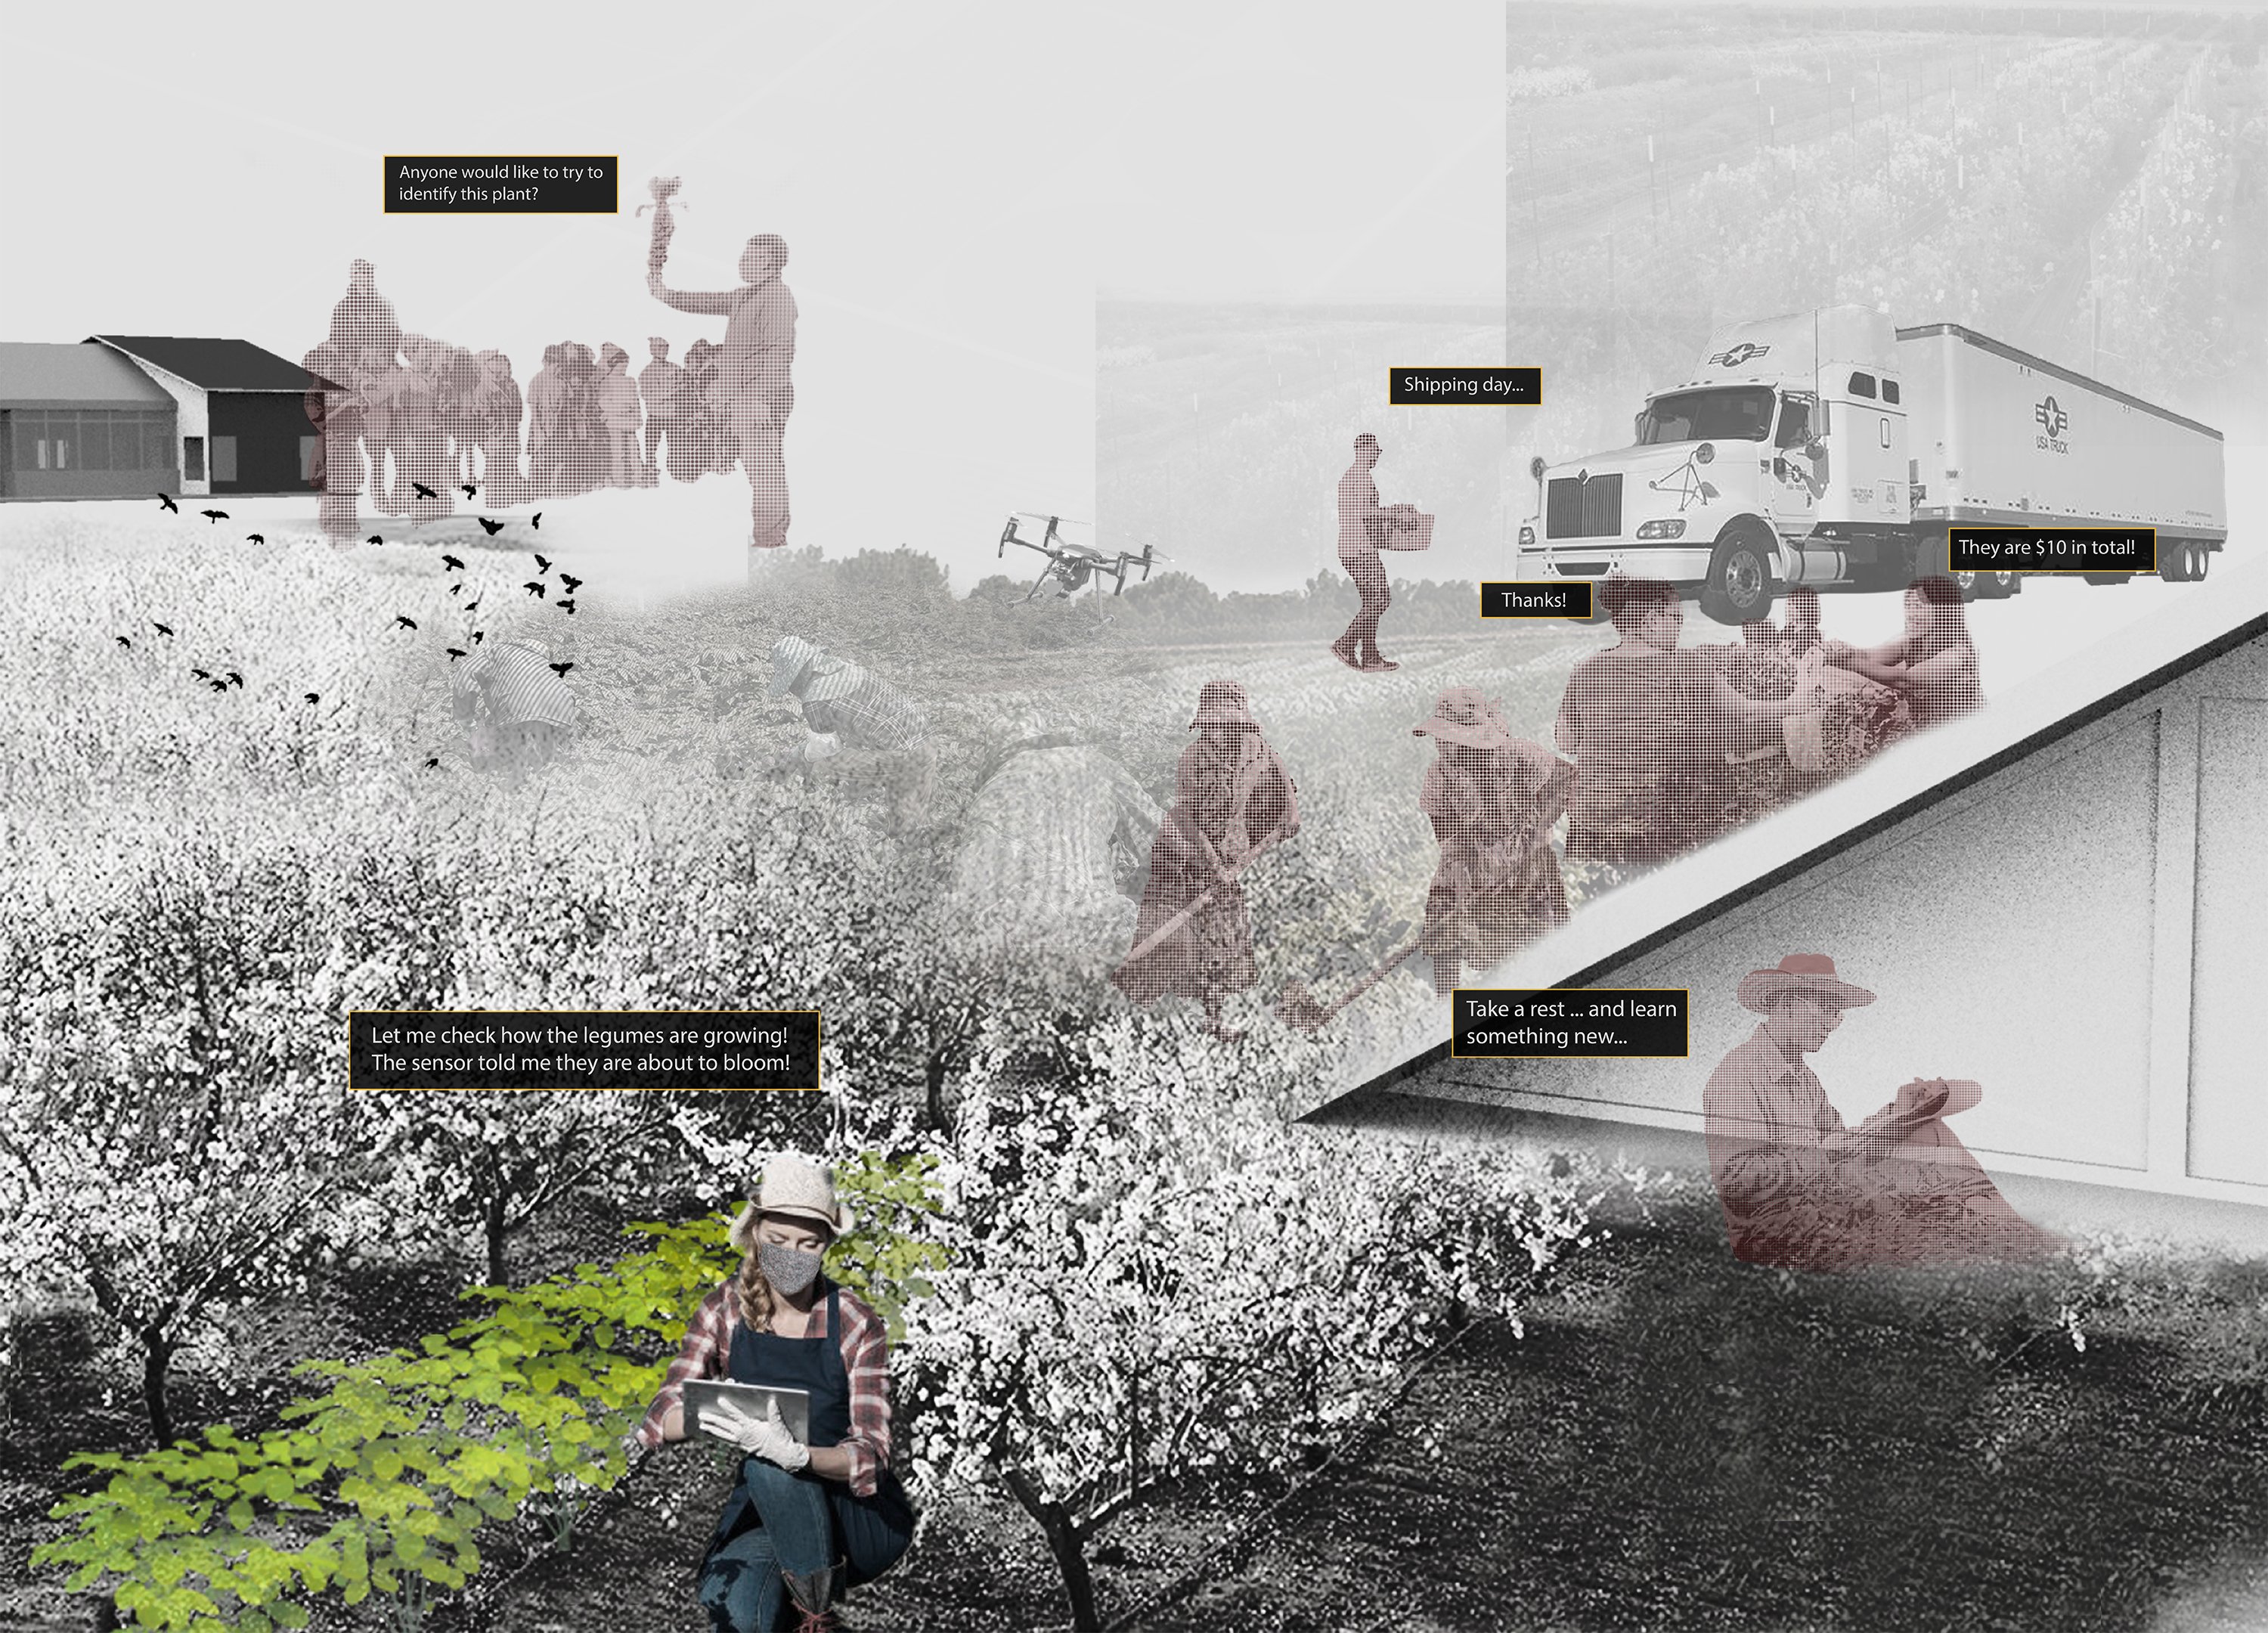 Anyone would like to try to
identify this plant?
Shipping day...
USA TRUCK
They are $10 in total!
Thanks!
Take a rest ... and learn
something new...
Let me check how the legumes are growing!
The sensor told me they are about to bloom!